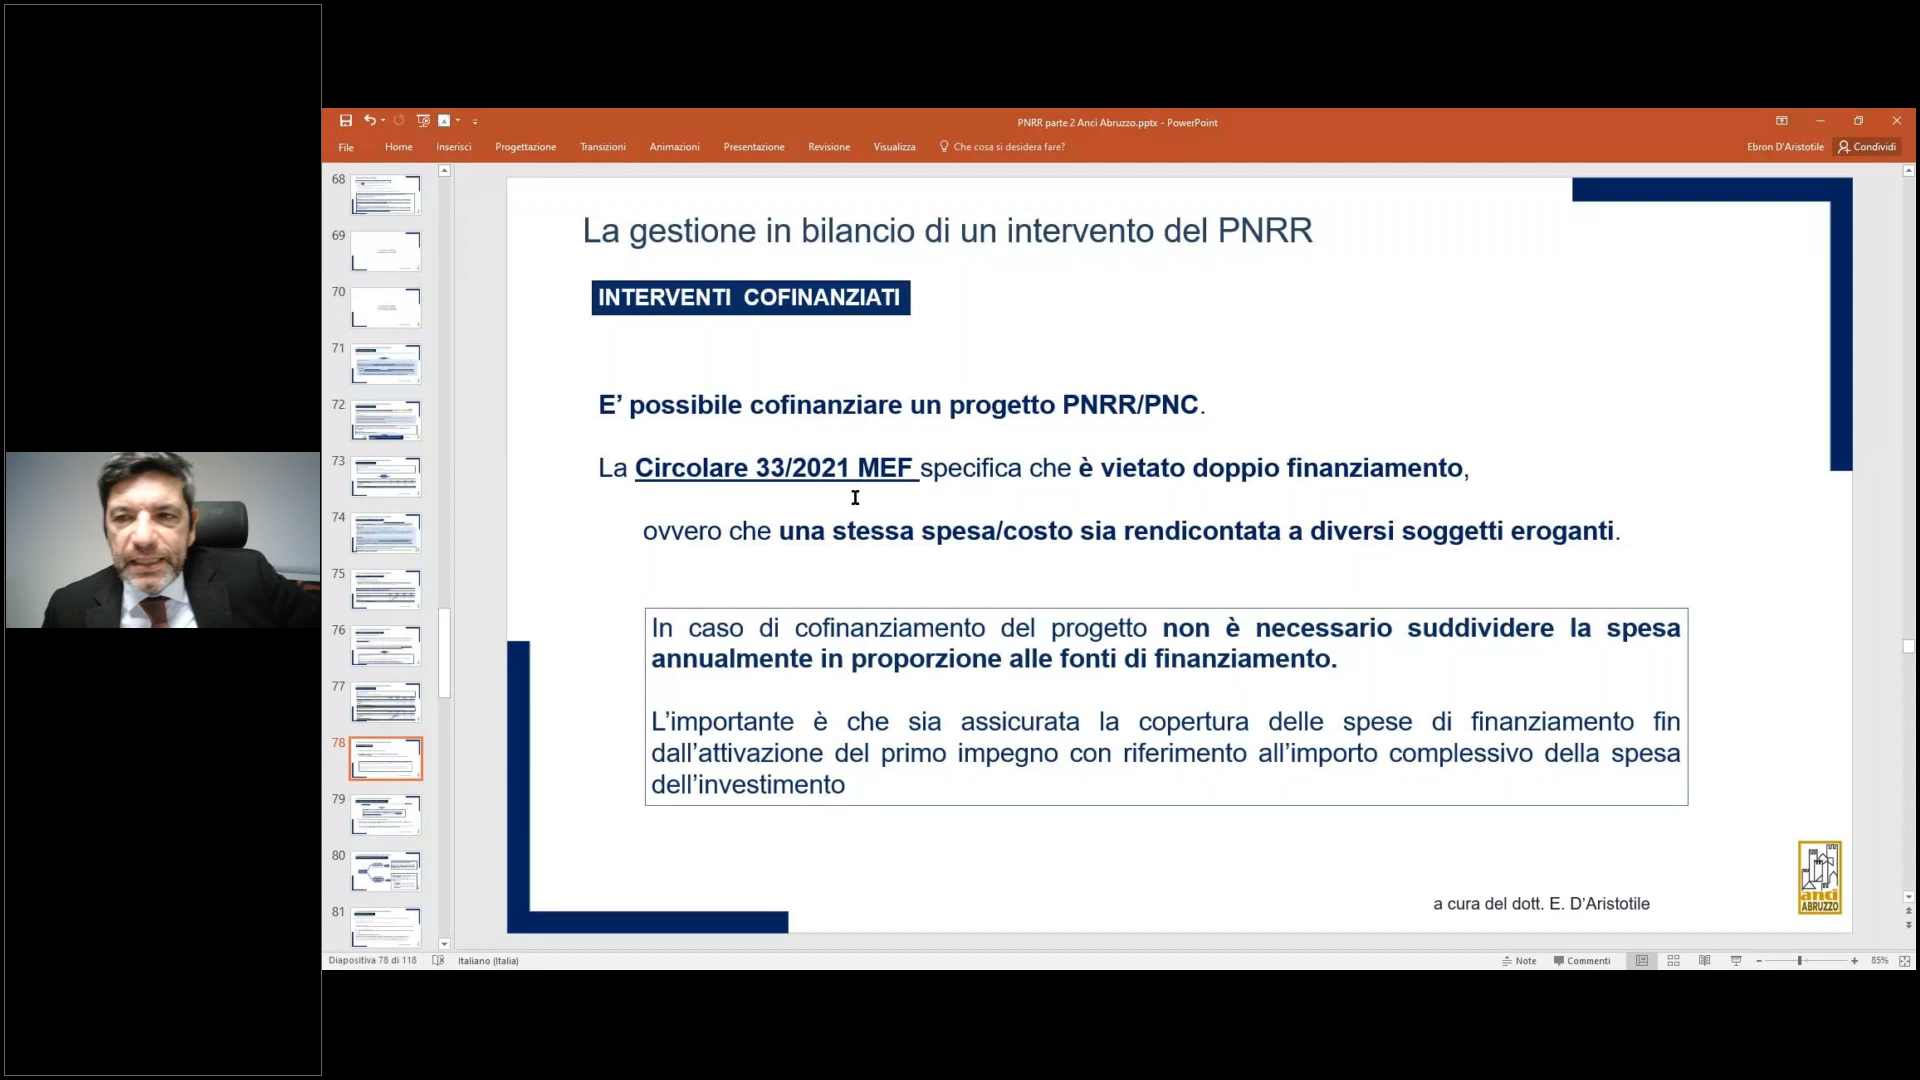 PNRR parte 2 Anci Abruzzo.pptx - PowerPoint
File Home Inserisci Progettazione Transizioni Animazioni Presentazione Revisione Visualizza Che cosa si desidera fare? Ebron D'Aristotile Condividi
68
69
70
71
72
73
74
75
76
77
78
79
80
81
La gestione in bilancio di un intervento del PNRR
INTERVENTI COFINANZIATI
E' possibile cofinanziare un progetto PNRR/PNC.
La Circolare 33/2021 MEF specifica che è vietato doppio finanziamento,
ovvero che una stessa spesa/costo sia rendicontata a diversi soggetti eroganti.
In caso di cofinanziamento del progetto non è necessario suddividere la spesa
annualmente in proporzione alle fonti di finanziamento.
L'importante è che sia assicurata la copertura delle spese di finanziamento fin
dall'attivazione del primo impegno con riferimento all'importo complessivo della spesa
dell'investimento
a cura del dott. E. D'Aristotile
anci
ABRUZZO
Diapositiva 78 di 118 Italiano (Italia) Note Commenti 85%